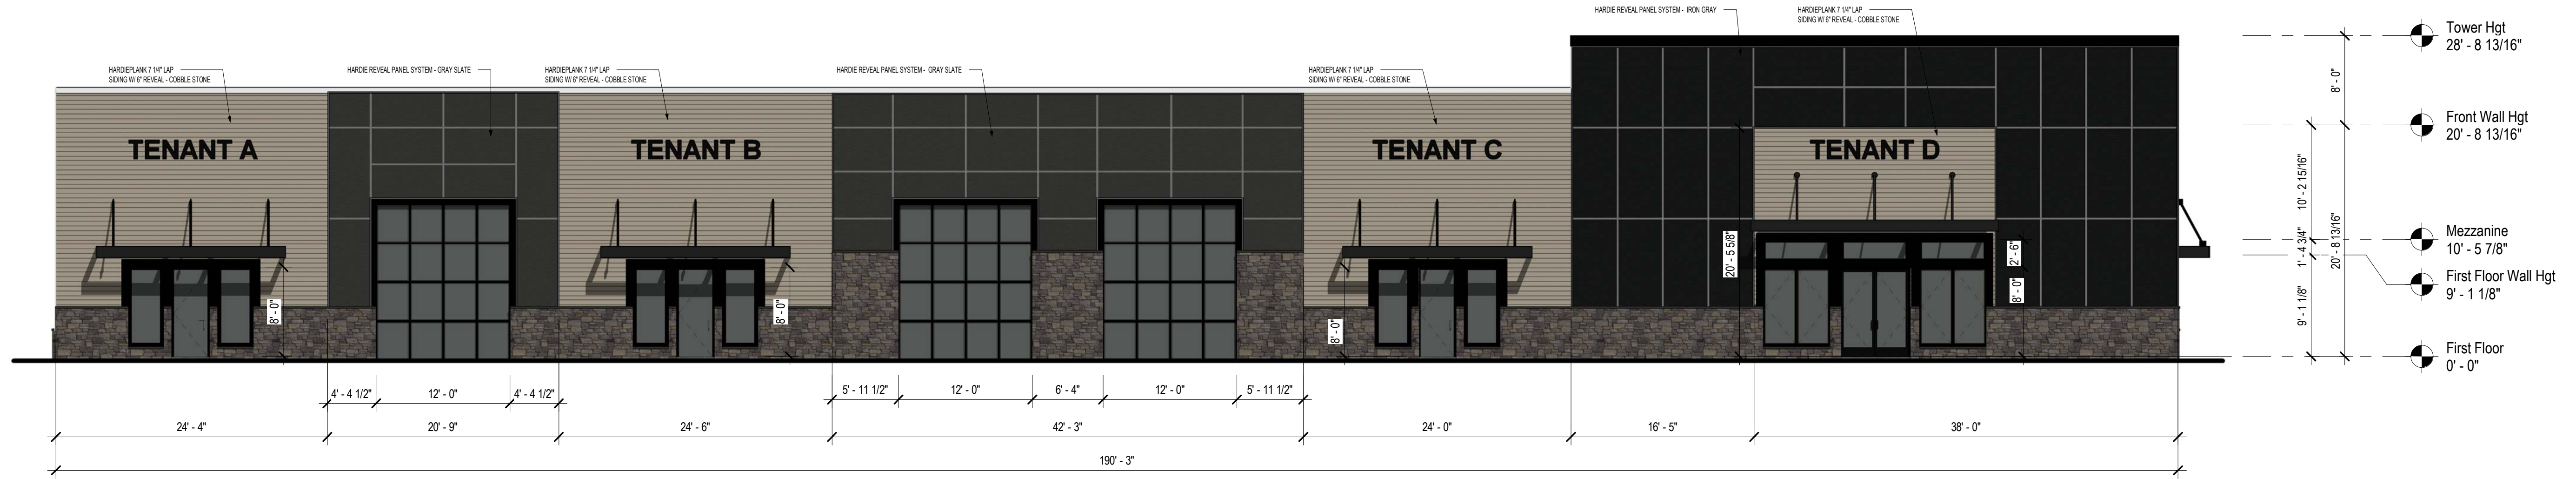 HARDIE REVEAL PANEL SYSTEM - IRON GRAY
HARDIEPLANK 7 1/4" LAP
SIDING W/ 6" REVEAL - COBBLE STONE
HARDIEPLANK 7 1/4" LAP
SIDING W/ 6" REVEAL - COBBLE STONE
HARDIE REVEAL PANEL SYSTEM - GRAY SLATE
HARDIEPLANK 7 1/4" LAP
SIDING W/ 6" REVEAL - COBBLE STONE
HARDIE REVEAL PANEL SYSTEM - GRAY SLATE
HARDIEPLANK 7 1/4" LAP
SIDING W/ 6" REVEAL - COBBLE STONE
TENANT A
TENANT B
TENANT C
TENANT D
8' - 0"
8' - 0"
8' - 0"
20' - 5 5/8"
2' - 6"
8' - 0"
8' - 0"
10' - 2 15/16"
1' - 4 3/4"
9' - 1 1/8"
20' - 8 13/16"
Tower Hgt
28' - 8 13/16"
Front Wall Hgt
20' - 8 13/16"
Mezzanine
10' - 5 7/8"
First Floor Wall Hgt
9' - 1 1/8"
First Floor
0' - 0"
4' - 4 1/2"
12' - 0"
4' - 4 1/2"
5' - 11 1/2"
12' - 0"
6' - 4"
12' - 0"
5' - 11 1/2"
24' - 4"
20' - 9"
24' - 6"
42' - 3"
24' - 0"
16' - 5"
38' - 0"
190' - 3"